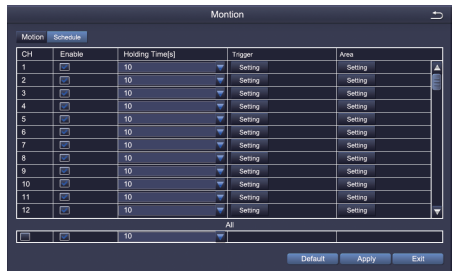 Montion
Motion Schedule
CH Enable Holding Time[s] Trigger Area
1 10 Setting Setting
2 10 Setting Setting
3 10 Setting Setting
4 10 Setting Setting
5 10 Setting Setting
6 10 Setting Setting
7 10 Setting Setting
8 10 Setting Setting
9 10 Setting Setting
10 10 Setting Setting
11 10 Setting Setting
12 10 Setting Setting
All
10
Default Apply Exit